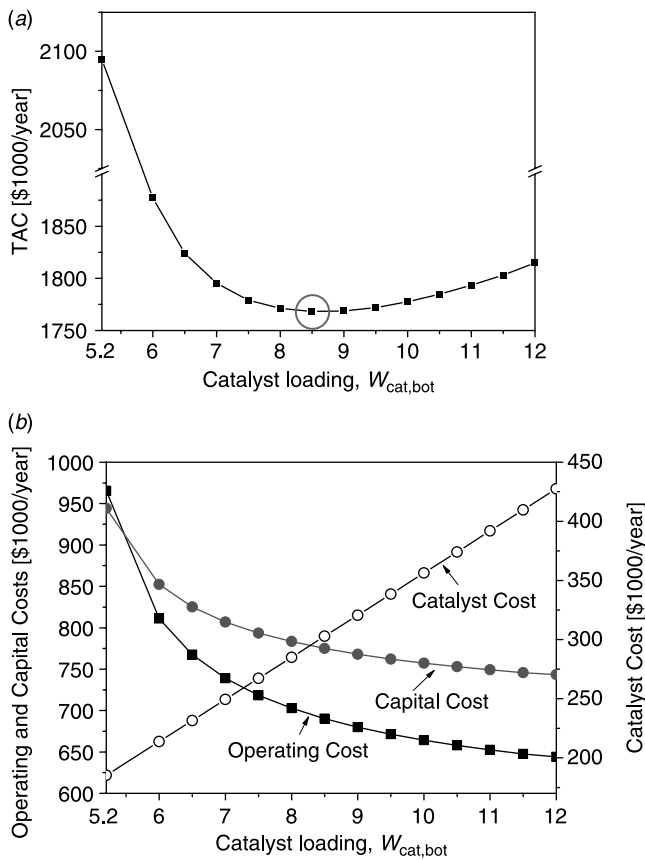 (a)
TAC [$1000/year]
2100
2050
1850
1800
1750
5.2 6 7 8 9 10 11 12
Catalyst loading, Wcat,bot
(b)
Operating and Capital Costs [$1000/year]
1000
950
900
850
800
750
700
650
600
Catalyst Cost
Capital Cost
Operating Cost
450
400
350
300
250
200
Catalyst Cost [$1000/year]
5.2 6 7 8 9 10 11 12
Catalyst loading, Wcat,bot